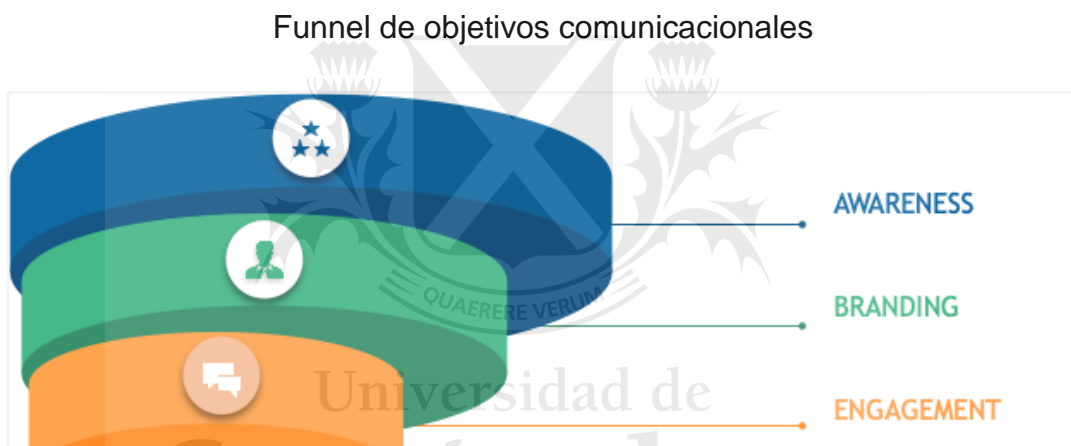 Funnel de objetivos comunicacionales
AWARENESS
BRANDING
QUAERERE VERUM
Universidad de
ENGAGEMENT